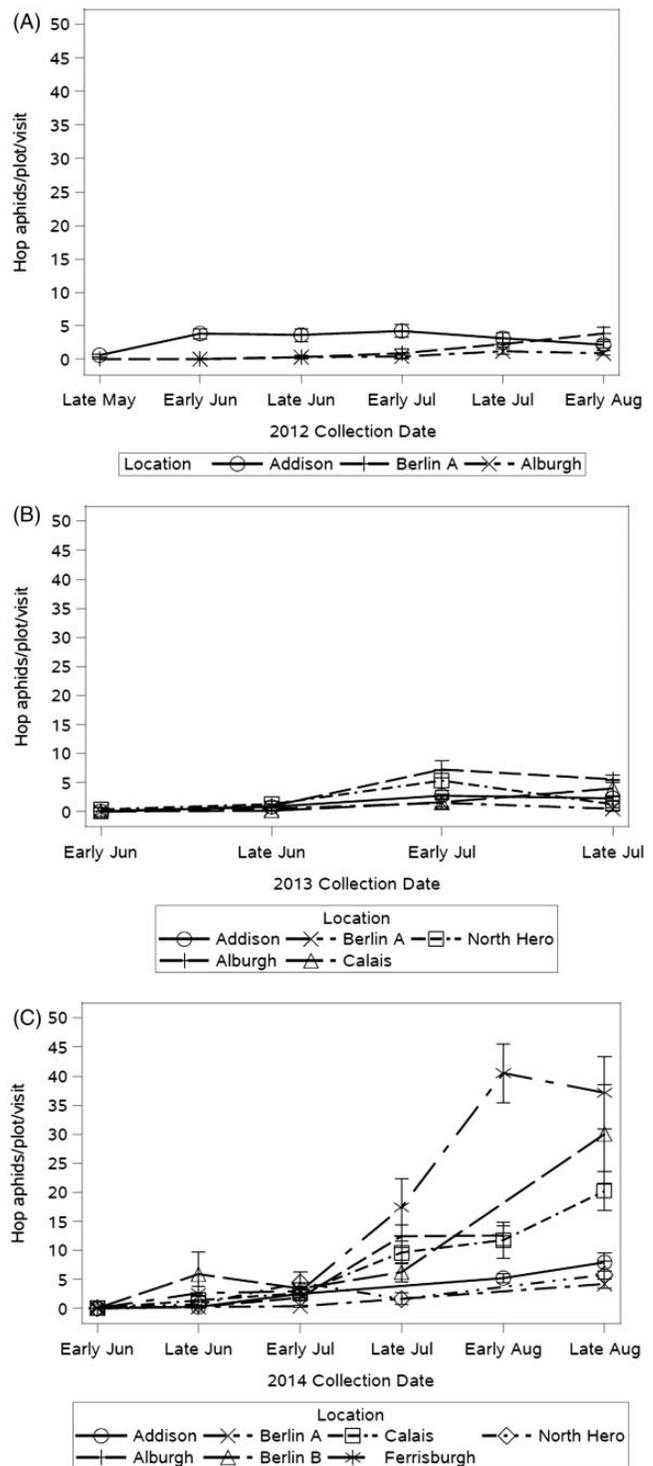 (A)
50
45
40
35
30
25
20
15
10
5
0
Hop aphids/plot/visit
Late May Early Jun Late Jun Early Jul Late Jul Early Aug
2012 Collection Date
Location Addison Berlin A Alburgh
(B)
50
45
40
35
30
25
20
15
10
5
0
Hop aphids/plot/visit
Early Jun Late Jun Early Jul Late Jul
2013 Collection Date
Location
Addison Berlin A North Hero
Alburgh Calais
(C)
50
45
40
35
30
25
20
15
10
5
0
Hop aphids/plot/visit
Early Jun Late Jun Early Jul Late Jul Early Aug Late Aug
2014 Collection Date
Location
Addison Berlin A Calais North Hero
Alburgh Berlin B Ferrisburgh